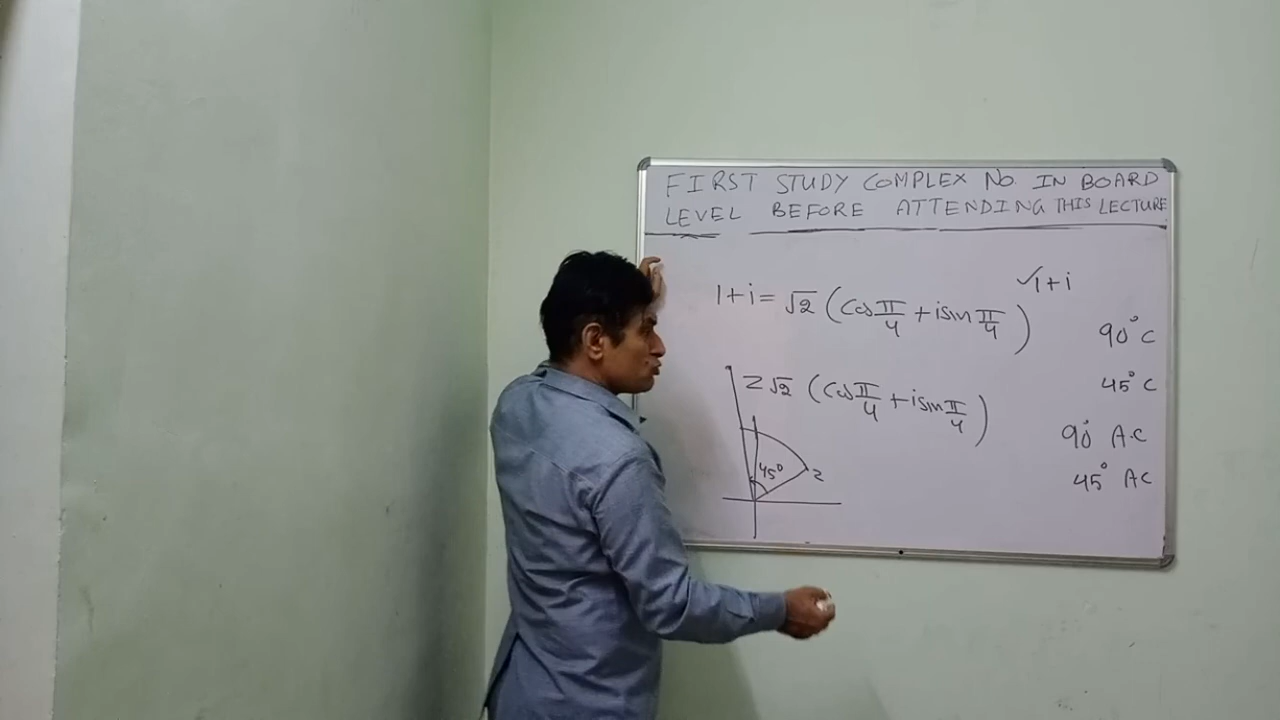 FIRST STUDY COMPLEX NO. IN BOARD
LEVEL BEFORE ATTENDING THIS LECTURE
✓1+i
1+i = √2 (cos π/4 + i sin π/4)
90° C
z√2 (cos π/4 + i sin π/4)
45° C
90° A.C
45° z
45° AC